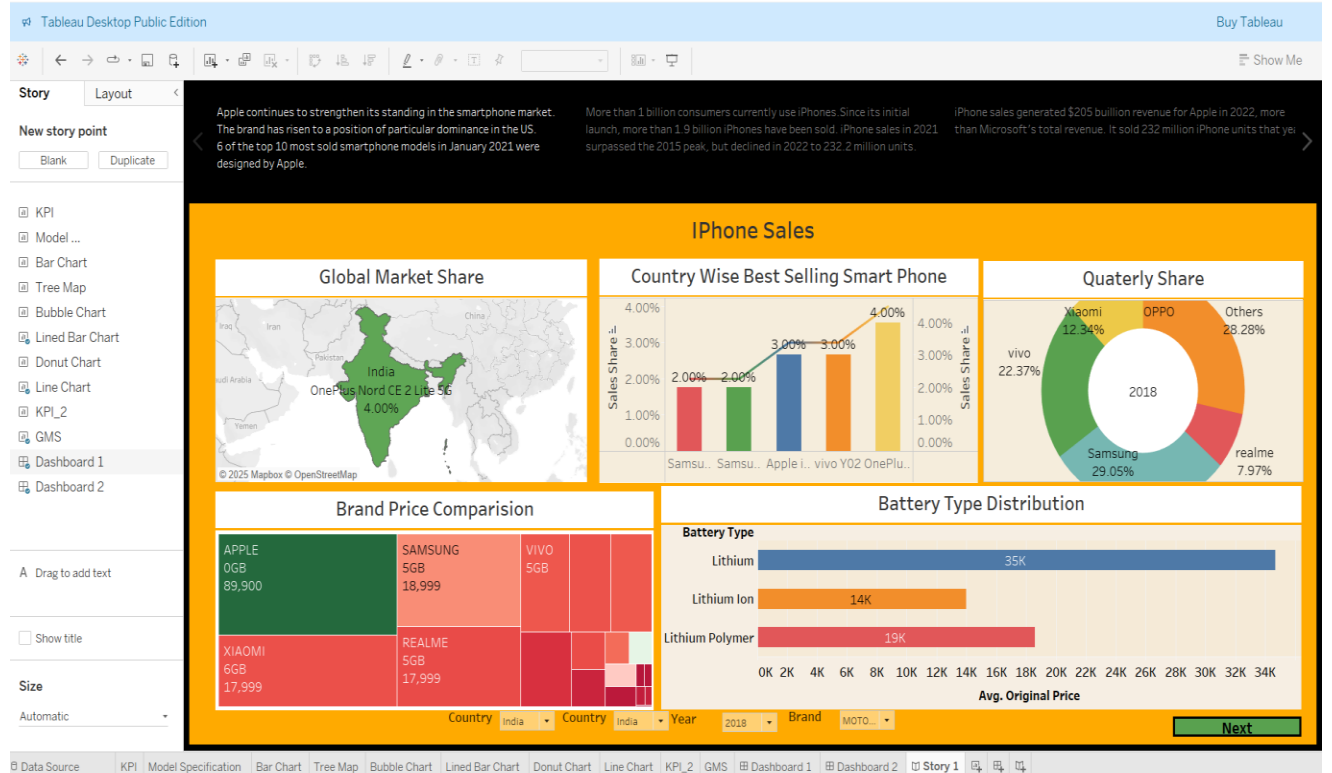 Tableau Desktop Public Edition
Buy Tableau
Show Me
Story
Layout
New story point
Blank
Duplicate
KPI
Model ...
Bar Chart
Tree Map
Bubble Chart
Lined Bar Chart
Donut Chart
Line Chart
KPI_2
GMS
Dashboard 1
Dashboard 2
A Drag to add text
Show title
Size
Automatic
Apple continues to strengthen its standing in the smartphone market.
The brand has risen to a position of particular dominance in the US.
6 of the top 10 most sold smartphone models in January 2021 were
designed by Apple.
More than 1 billion consumers currently use iPhones.Since its initial
launch, more than 1.9 billion iPhones have been sold. iPhone sales in 2021
surpassed the 2015 peak, but declined in 2022 to 232.2 million units.
iPhone sales generated $205 buillion revenue for Apple in 2022, more
than Microsoft's total revenue. It sold 232 million iPhone units that
IPhone Sales
Global Market Share
Iraq
Iran
China
Pakistan
udi Arabia
Yemen
India
OnePlus Nord CE 2 Lite 5G
4.00%
© 2025 Mapbox © OpenStreetMap
Country Wise Best Selling Smart Phone
Sales Share
4.00%
3.00%
2.00%
1.00%
0.00%
2.00%
2.00%
3.00%
3.00%
4.00%
4.00%
3.00%
2.00%
1.00%
0.00%
Sales Share
Samsu..
Samsu..
Apple i..
vivo Y02
OnePlu..
Quaterly Share
Xiaomi
12.34%
OPPO
Others
28.28%
vivo
22.37%
2018
Samsung
29.05%
realme
7.97%
Brand Price Comparision
APPLE
0GB
89,900
SAMSUNG
5GB
18,999
VIVO
5GB
XIAOMI
6GB
17,999
REALME
5GB
17,999
Battery Type Distribution
Battery Type
Lithium
35K
Lithium Ion
14K
Lithium Polymer
19K
0K 2K 4K 6K 8K 10K 12K 14K 16K 18K 20K 22K 24K 26K 28K 30K 32K 34K
Avg. Original Price
Country India
Country India
Year 2018
Brand MOTO...
Next
Data Source
KPI
Model Specification
Bar Chart
Tree Map
Bubble Chart
Lined Bar Chart
Donut Chart
Line Chart
KPI_2
GMS
Dashboard 1
Dashboard 2
Story 1